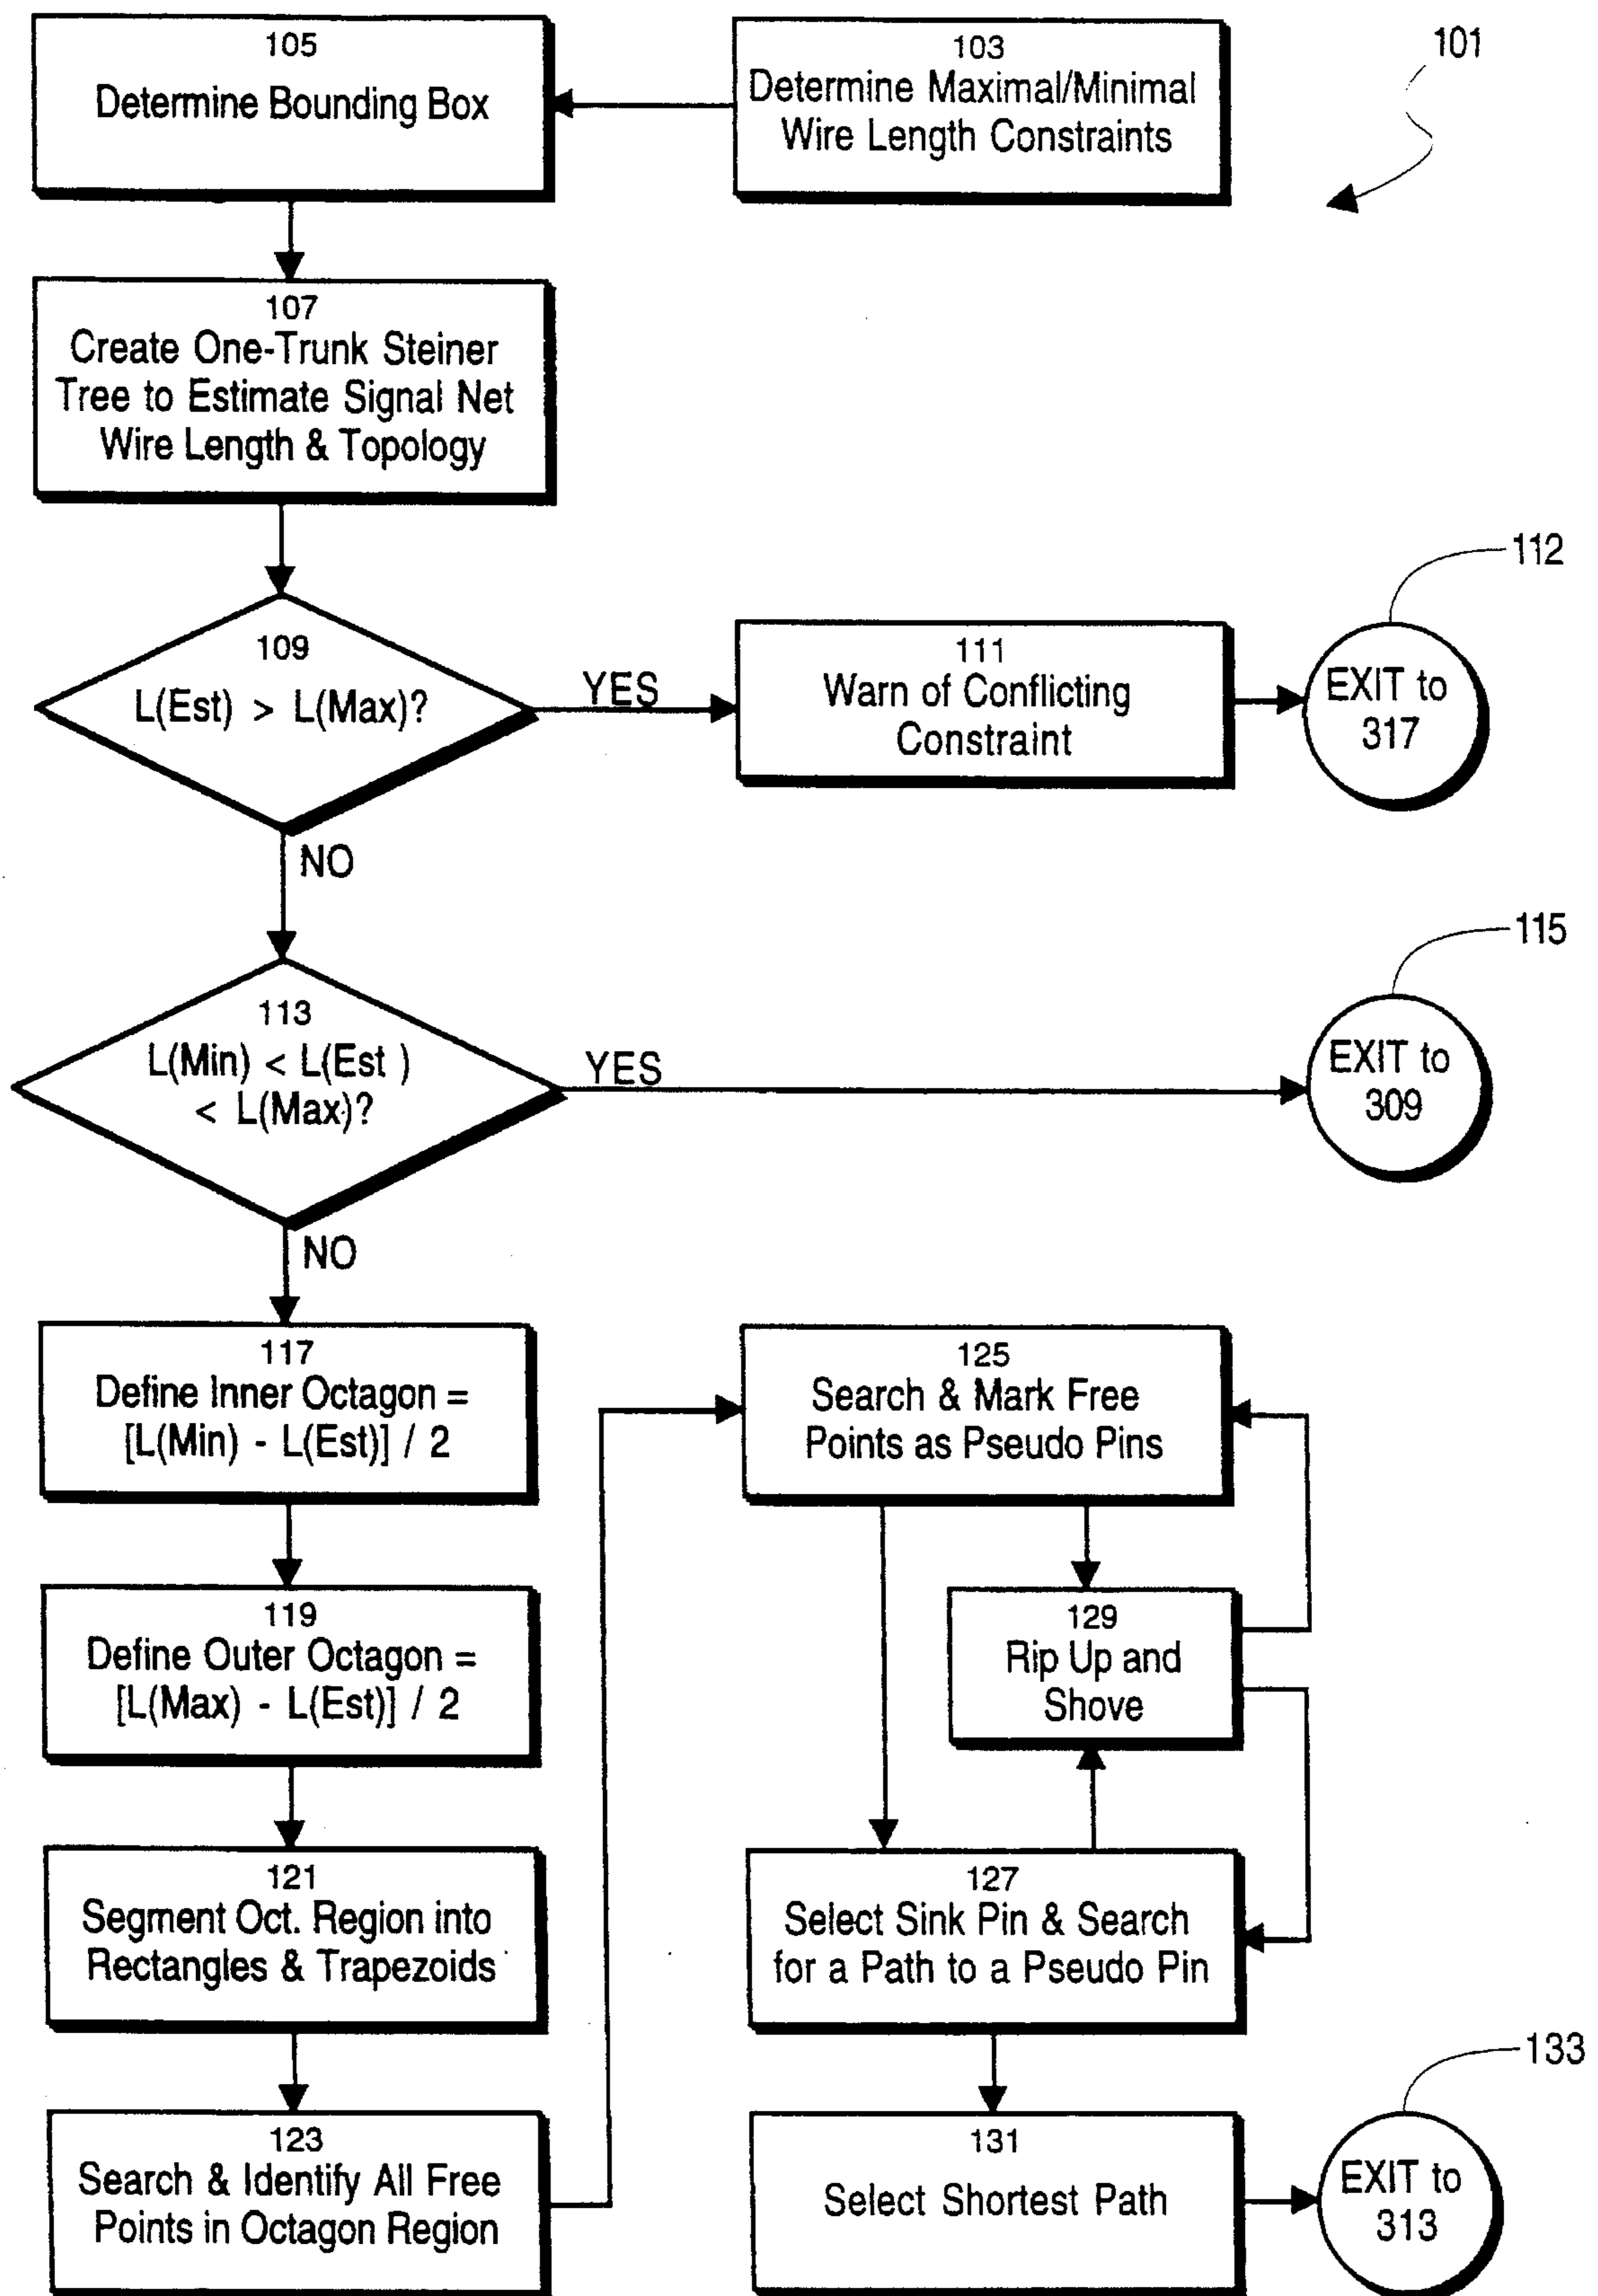 105
Determine Bounding Box
103
Determine Maximal/Minimal
Wire Length Constraints
101
107
Create One-Trunk Steiner
Tree to Estimate Signal Net
Wire Length & Topology
109
L(Est) > L(Max)?
YES
111
Warn of Conflicting
Constraint
112
EXIT to
317
NO
113
L(Min) < L(Est )
< L(Max)?
YES
115
EXIT to
309
NO
117
Define Inner Octagon =
[L(Min) - L(Est)] / 2
119
Define Outer Octagon =
[L(Max) - L(Est)] / 2
121
Segment Oct. Region into
Rectangles & Trapezoids
123
Search & Identify All Free
Points in Octagon Region
125
Search & Mark Free
Points as Pseudo Pins
129
Rip Up and
Shove
127
Select Sink Pin & Search
for a Path to a Pseudo Pin
131
Select Shortest Path
133
EXIT to
313